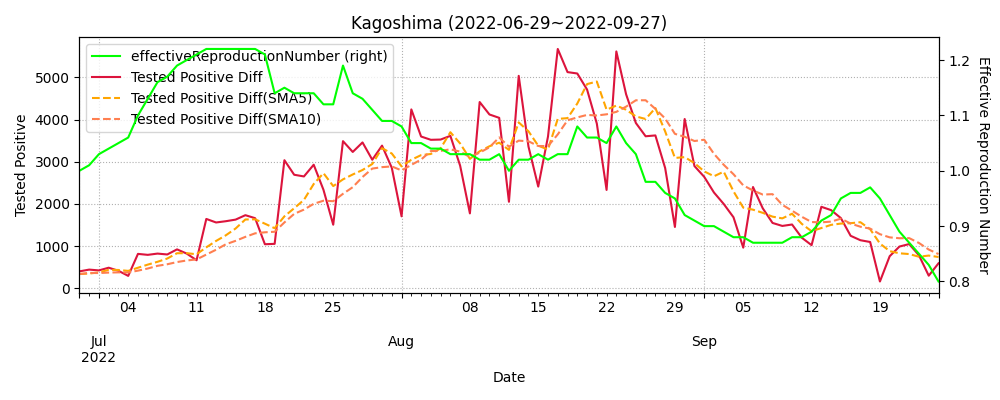 Kagoshima (2022-06-29~2022-09-27)
effectiveReproductionNumber (right)
Tested Positive Diff
Tested Positive Diff(SMA5)
Tested Positive Diff(SMA10)
Tested Positive
5000
4000
3000
2000
1000
0
Effective Reproduction Number
1.2
1.1
1.0
0.9
0.8
04 11 18 25 08 15 22 29 05 12 19
Jul Aug Sep
2022
Date